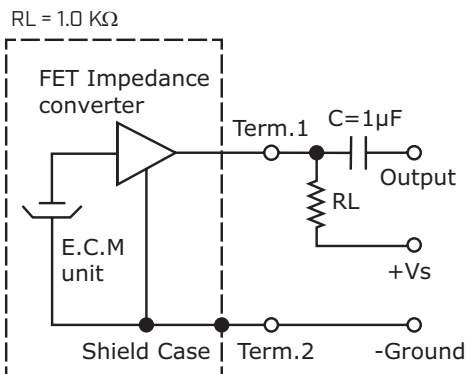 RL = 1.0 KΩ
FET Impedance
converter
Term.1
C=1µF
Output
RL
E.C.M
unit
+Vs
Shield Case
Term.2
-Ground